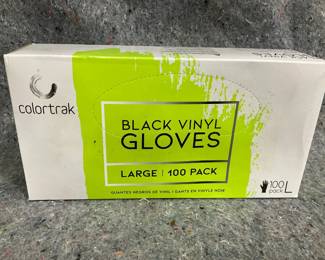 colortrak
BLACK VINYL
GLOVES
LARGE | 100 PACK
GUANTES NEGROS DE VINIL | GANTS EN VINYLE NOIR
100
pack
L